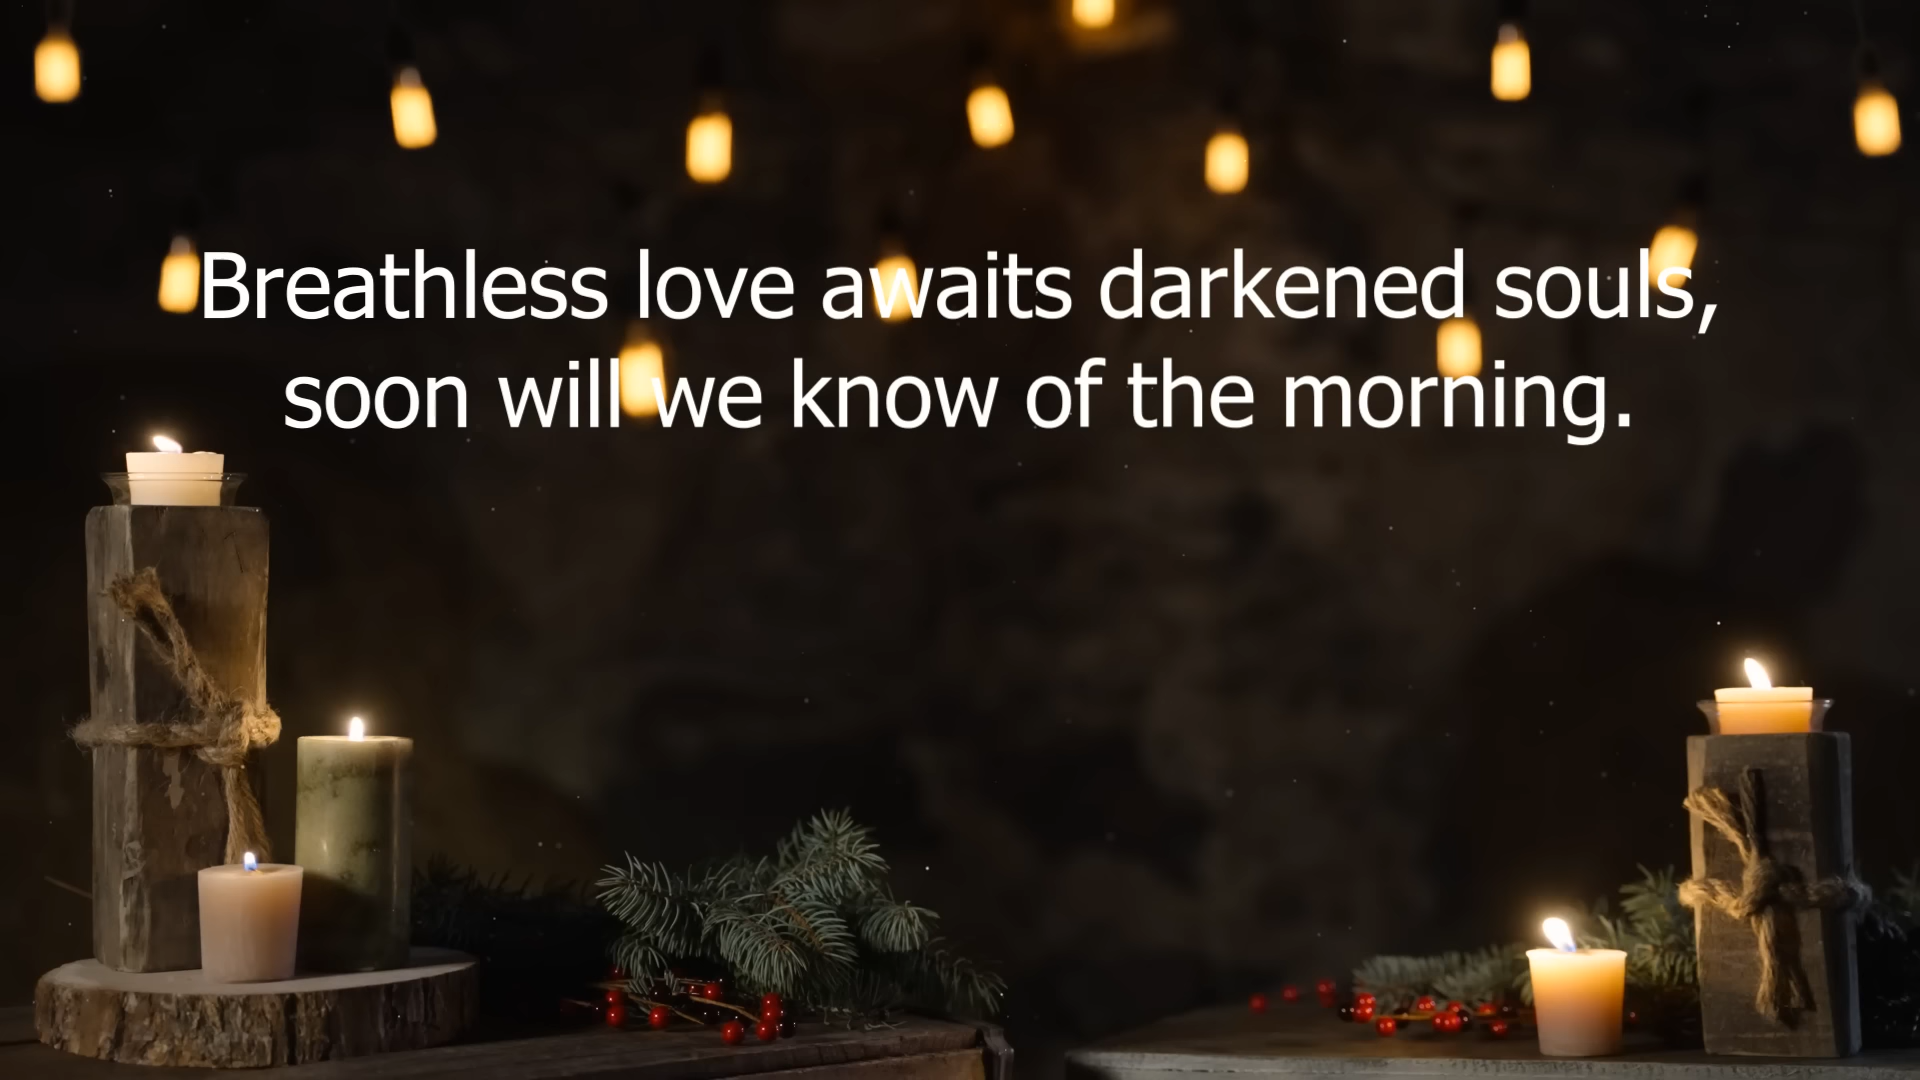 Breathless love awaits darkened souls,
soon will we know of the morning.